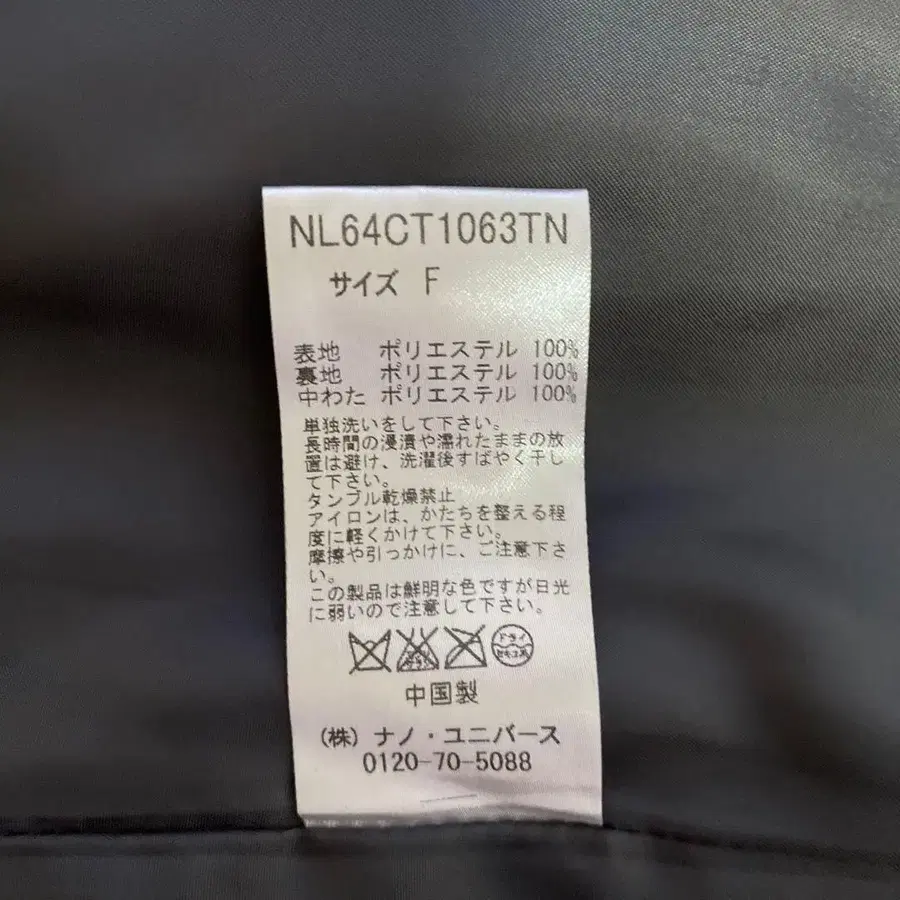 NL64CT1063TN
サイズ F
表地 ポリエステル 100%
裏地 ポリエステル 100%
中わた ポリエステル 100%
単独洗いをして下さい。
長時間の浸漬や濡れたままの放
置は避け、洗濯後すばやく干し
て下さい。
タンブル乾燥禁止
アイロンは、かたちを整える程
度に軽くかけて下さい。
摩擦や引っかけに、ご注意下さ
い。
この製品は鮮明な色ですが日光
に弱いので注意して下さい。
ドライ
セキユ系
中国製
(株) ナノ・ユニバース
0120-70-5088